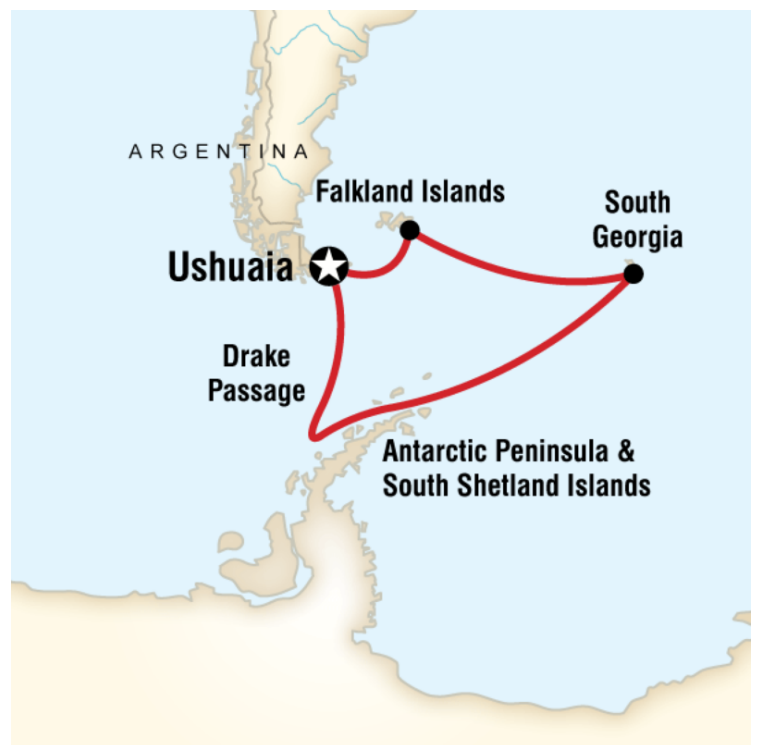 ARGENTINA
Falkland Islands
South
Georgia
Ushuaia
Drake
Passage
Antarctic Peninsula &
South Shetland Islands